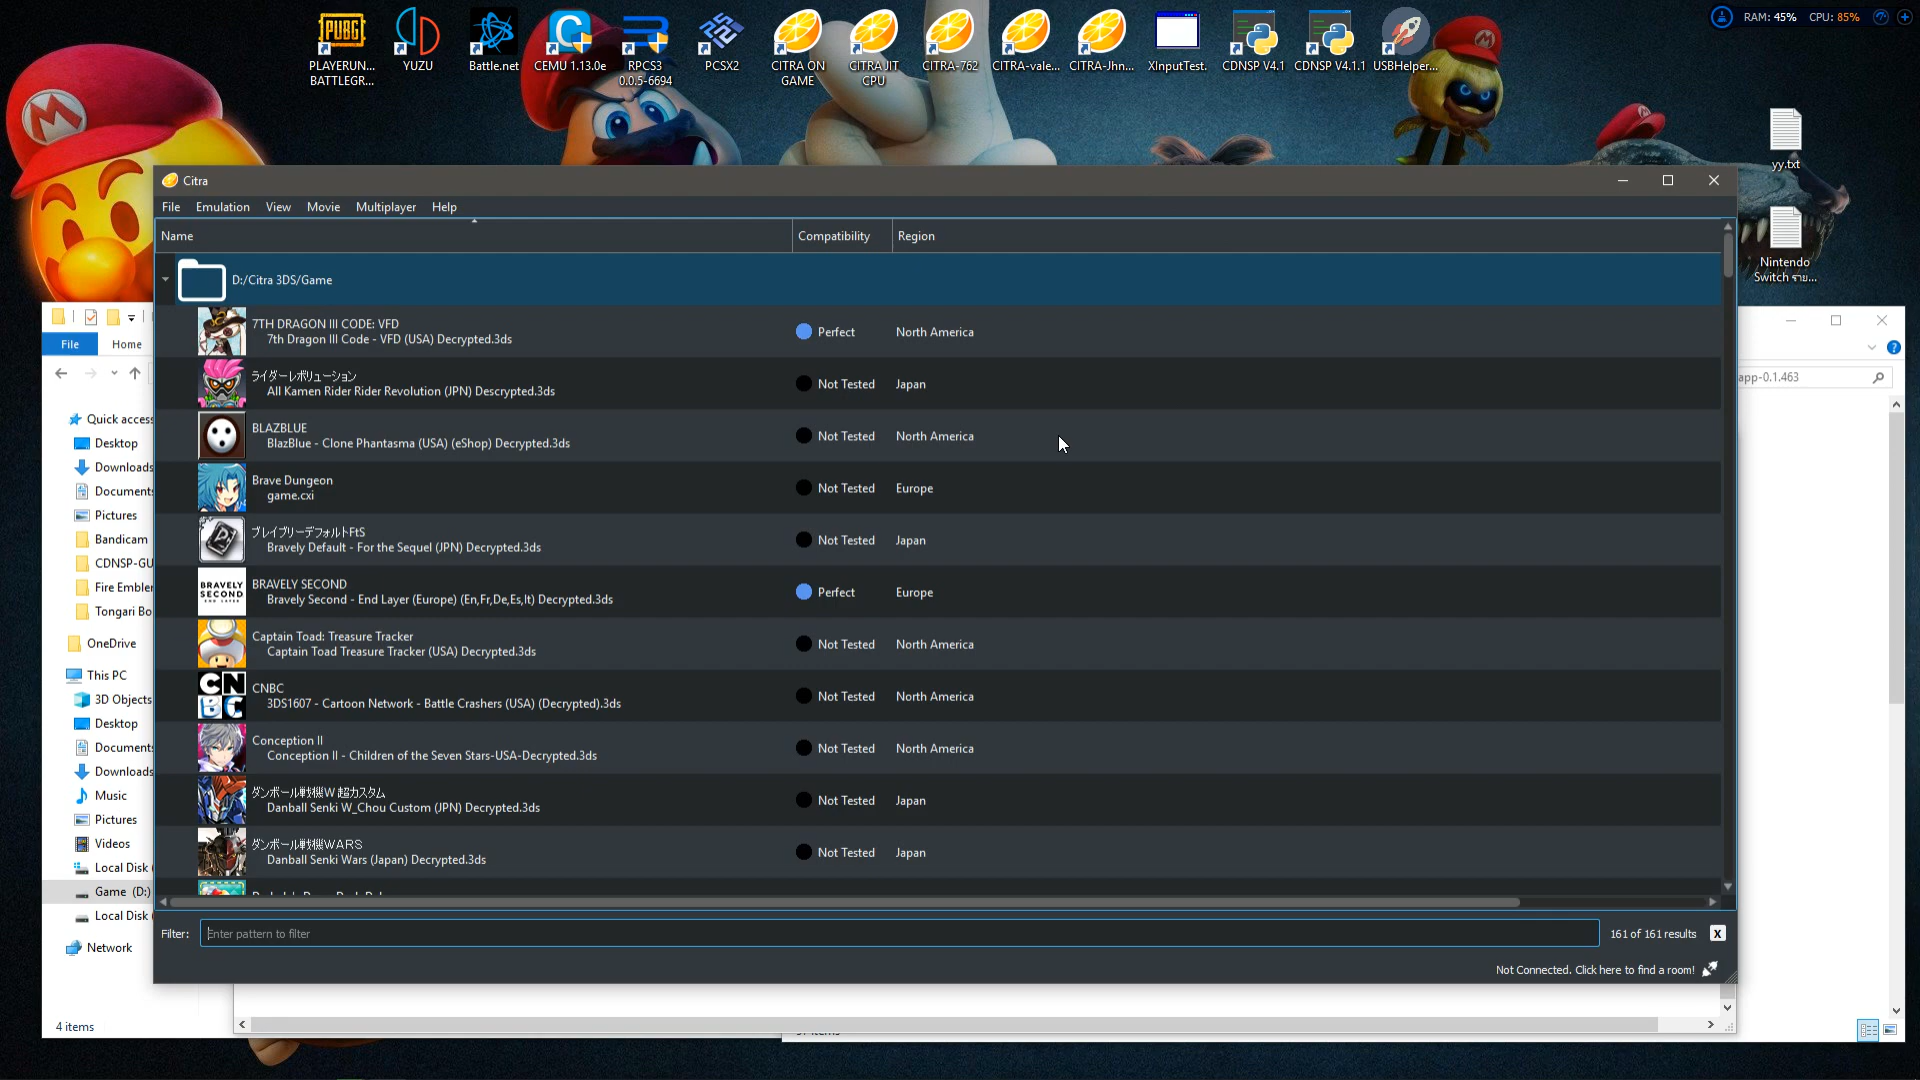 PLAYERUN...
BATTLEGR...
YUZU
Battle.net
CEMU 1.13.0e
RPCS3
0.0.5-6694
PCSX2
CITRA ON
GAME
CITRA JIT
CPU
CITRA-762
CITRA-vale...
CITRA-Jhn...
XInputTest.
CDNSP V4.1
CDNSP V4.1.1
USBHelper...
RAM: 45% CPU: 85%
yy.txt
Nintendo
Switch ราย...
Citra
File Emulation View Movie Multiplayer Help
Name Compatibility Region
D:/Citra 3DS/Game
7TH DRAGON III CODE: VFD
7th Dragon III Code - VFD (USA) Decrypted.3ds
Perfect North America
ライダーレボリューション
All Kamen Rider Rider Revolution (JPN) Descrypted.3ds
Not Tested Japan
BLAZBLUE
BlazBlue - Clone Phantasma (USA) (eShop) Decrypted.3ds
Not Tested North America
Brave Dungeon
game.cxi
Not Tested Europe
ブレイブリーデフォルトFtS
Bravely Default - For the Sequel (JPN) Decrypted.3ds
Not Tested Japan
BRAVELY
SECOND
BRAVELY SECOND
Bravely Second - End Layer (Europe) (En,Fr,De,Es,It) Decrypted.3ds
Perfect Europe
Captain Toad: Treasure Tracker
Captain Toad Treasure Tracker (USA) Decrypted.3ds
Not Tested North America
CN
BC
CNBC
3DS1607 - Cartoon Network - Battle Crashers (USA) (Decrypted).3ds
Not Tested North America
Conception II
Conception II - Children of the Seven Stars-USA-Decrypted.3ds
Not Tested North America
ダンボール戦機W 超カスタム
Danball Senki W_Chou Custom (JPN) Decrypted.3ds
Not Tested Japan
ダンボール戦機WARS
Danball Senki Wars (Japan) Decrypted.3ds
Not Tested Japan
Filter: Enter pattern to filter 161 of 161 results X
Not Connected. Click here to find a room!
File Home
Quick access
Desktop
Downloads
Documents
Pictures
Bandicam
CDNSP-GU
Fire Emblem
Tongari Bo
OneDrive
This PC
3D Objects
Desktop
Documents
Downloads
Music
Pictures
Videos
Local Disk
Game (D:)
Local Disk
Network
4 items
app-0.1.463